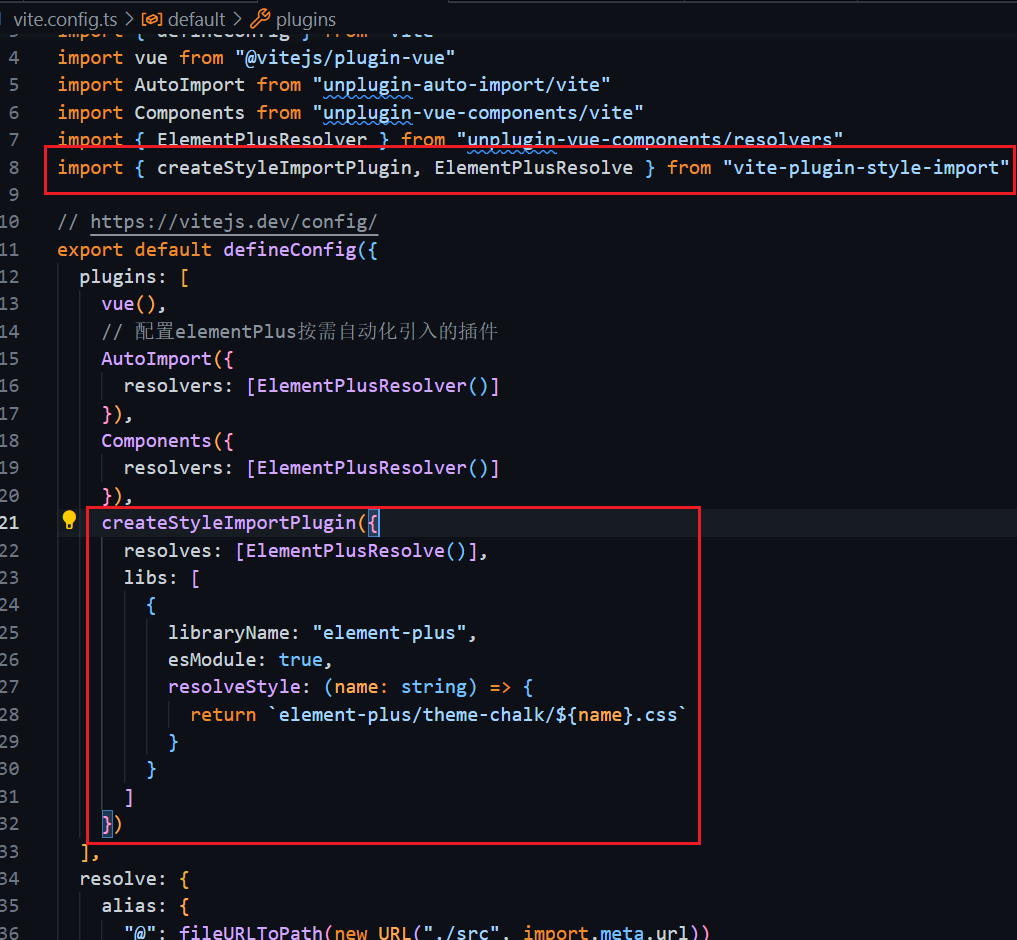 vite.config.ts > default > plugins
3 import { defineConfig } from "vite"
4 import vue from "@vitejs/plugin-vue"
5 import AutoImport from "unplugin-auto-import/vite"
6 import Components from "unplugin-vue-components/vite"
7 import { ElementPlusResolver } from "unplugin-vue-components/resolvers"
8 import { createStyleImportPlugin, ElementPlusResolve } from "vite-plugin-style-import"
9
10 // https://vitejs.dev/config/
11 export default defineConfig({
12 plugins: [
13 vue(),
14 // 配置elementPlus按需自动化引入的插件
15 AutoImport({
16 resolvers: [ElementPlusResolver()]
17 }),
18 Components({
19 resolvers: [ElementPlusResolver()]
20 }),
21 createStyleImportPlugin({
22 resolves: [ElementPlusResolve()],
23 libs: [
24 {
25 libraryName: "element-plus",
26 esModule: true,
27 resolveStyle: (name: string) => {
28 return `element-plus/theme-chalk/${name}.css`
29 }
30 }
31 ]
32 })
33 ],
34 resolve: {
35 alias: {
36 "@": fileURLToPath(new URL("./src", import.meta.url))